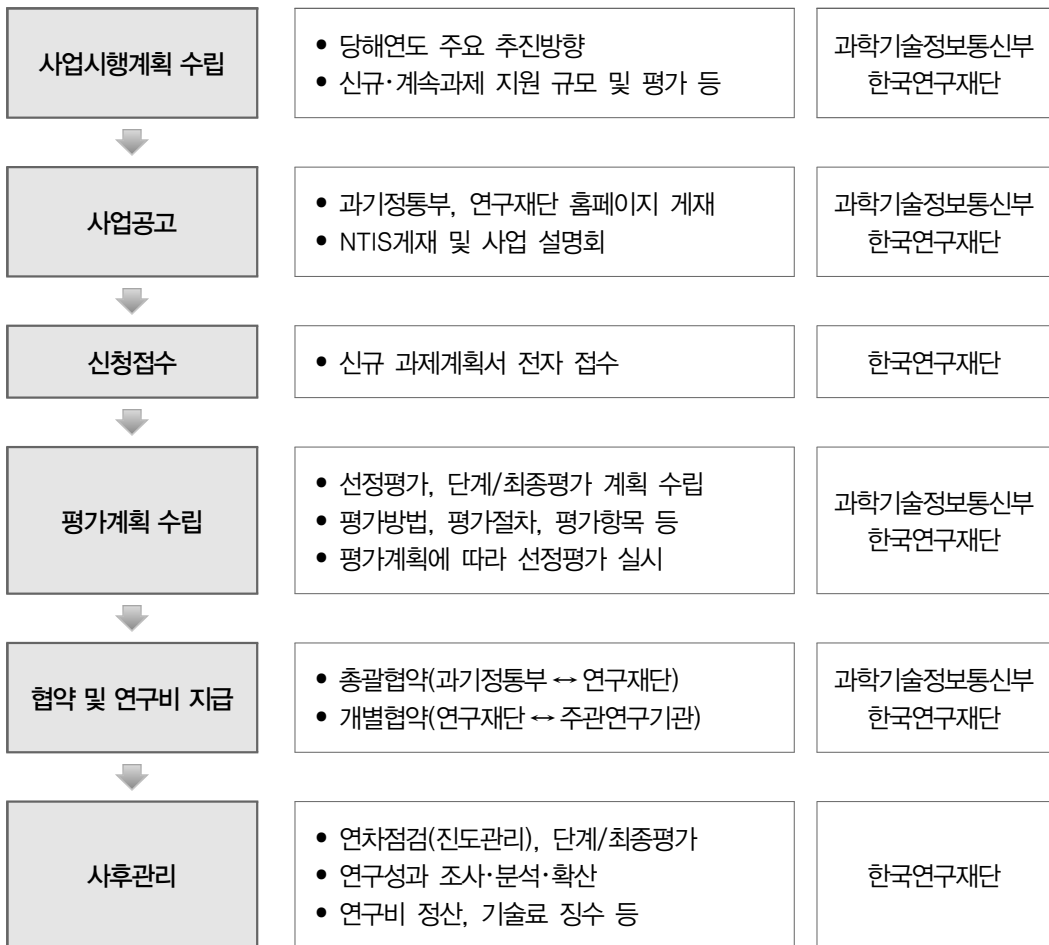 사업시행계획 수립
• 당해연도 주요 추진방향
• 신규·계속과제 지원 규모 및 평가 등
과학기술정보통신부
한국연구재단
사업공고
• 과기정통부, 연구재단 홈페이지 게재
• NTIS게재 및 사업 설명회
과학기술정보통신부
한국연구재단
신청접수
• 신규 과제계획서 전자 접수
한국연구재단
평가계획 수립
• 선정평가, 단계/최종평가 계획 수립
• 평가방법, 평가절차, 평가항목 등
• 평가계획에 따라 선정평가 실시
과학기술정보통신부
한국연구재단
협약 및 연구비 지급
• 총괄협약(과기정통부 ↔ 연구재단)
• 개별협약(연구재단 ↔ 주관연구기관)
과학기술정보통신부
한국연구재단
사후관리
• 연차점검(진도관리), 단계/최종평가
• 연구성과 조사·분석·확산
• 연구비 정산, 기술료 징수 등
한국연구재단